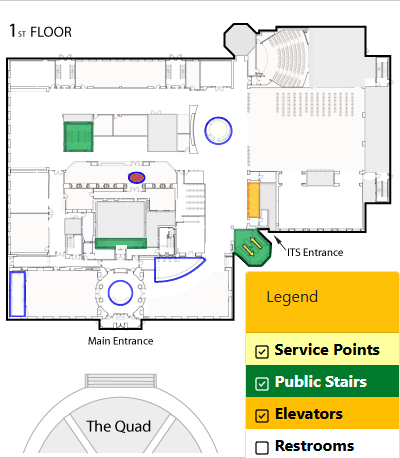 1ST FLOOR
ITS Entrance
Main Entrance
The Quad
Legend
Service Points
Public Stairs
Elevators
Restrooms